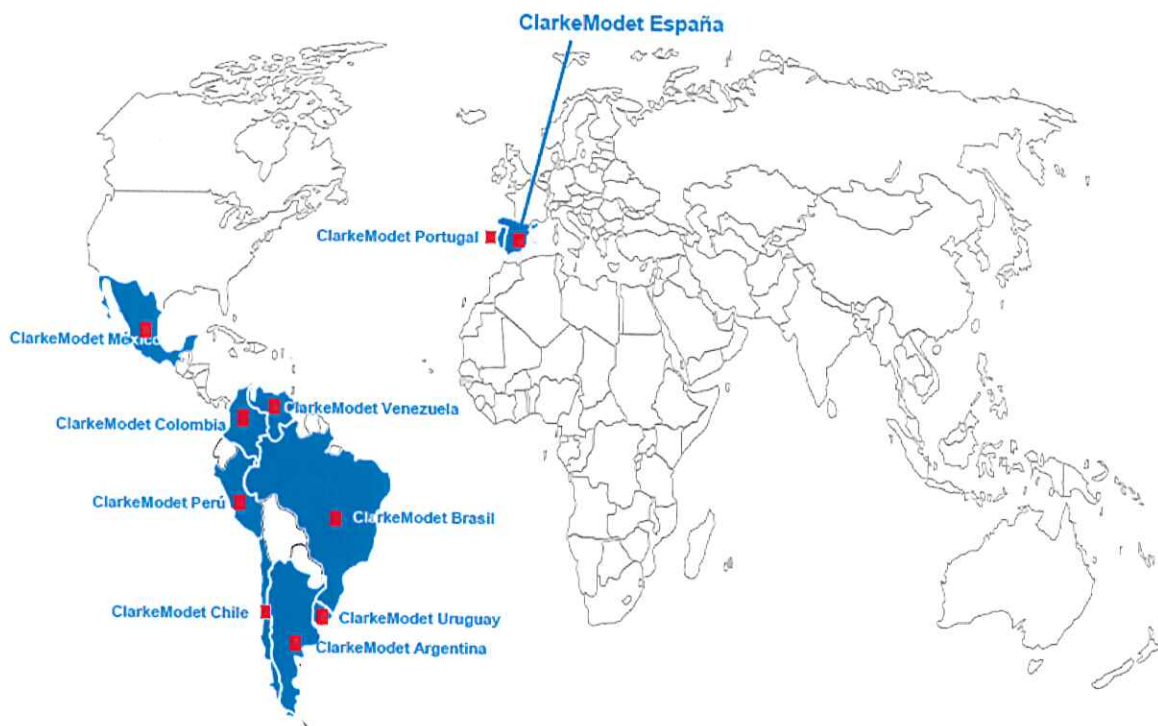 ClarkeModet España
ClarkeModet Portugal
ClarkeModet México
ClarkeModet Venezuela
ClarkeModet Colombia
ClarkeModet Perú
ClarkeModet Brasil
ClarkeModet Chile
ClarkeModet Uruguay
ClarkeModet Argentina